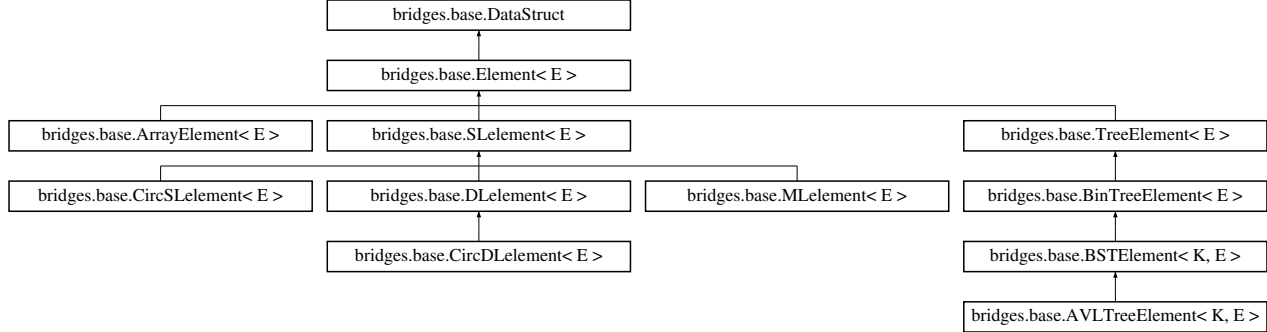 bridges.base.DataStruct
bridges.base.Element< E >
bridges.base.ArrayElement< E >
bridges.base.SLelement< E >
bridges.base.TreeElement< E >
bridges.base.CircSLelement< E >
bridges.base.DLelement< E >
bridges.base.MLelement< E >
bridges.base.BinTreeElement< E >
bridges.base.CircDLelement< E >
bridges.base.BSTElement< K, E >
bridges.base.AVLTreeElement< K, E >